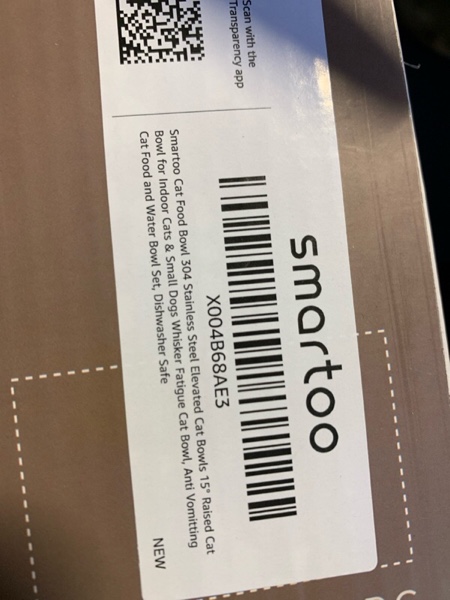 Scan with the
Transparency app
smartoo
X004B68AE3
Smartoo Cat Food Bowl 304 Stainless Steel Elevated Cat Bowls 15° Raised Cat
Bowl for Indoor Cats & Small Dogs Whisker Fatigue Cat Bowl, Anti Vomitting
Cat Food and Water Bowl Set, Dishwasher Safe
NEW